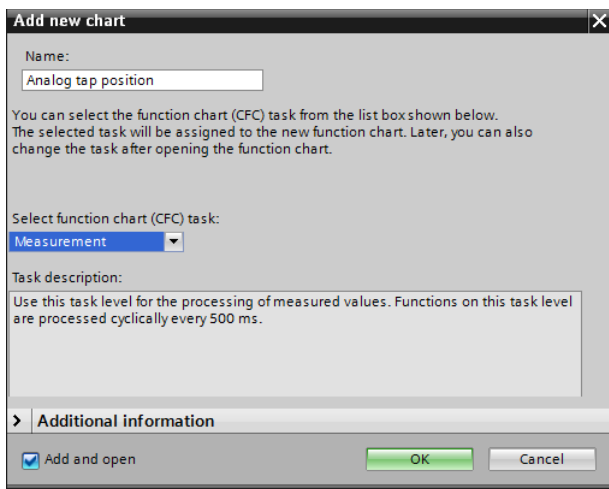 Add new chart
Name:
Analog tap position
You can select the function chart (CFC) task from the list box shown below.
The selected task will be assigned to the new function chart. Later, you can also
change the task after opening the function chart.
Select function chart (CFC) task:
Measurement
Task description:
Use this task level for the processing of measured values. Functions on this task level
are processed cyclically every 500 ms.
Additional information
Add and open
OK
Cancel